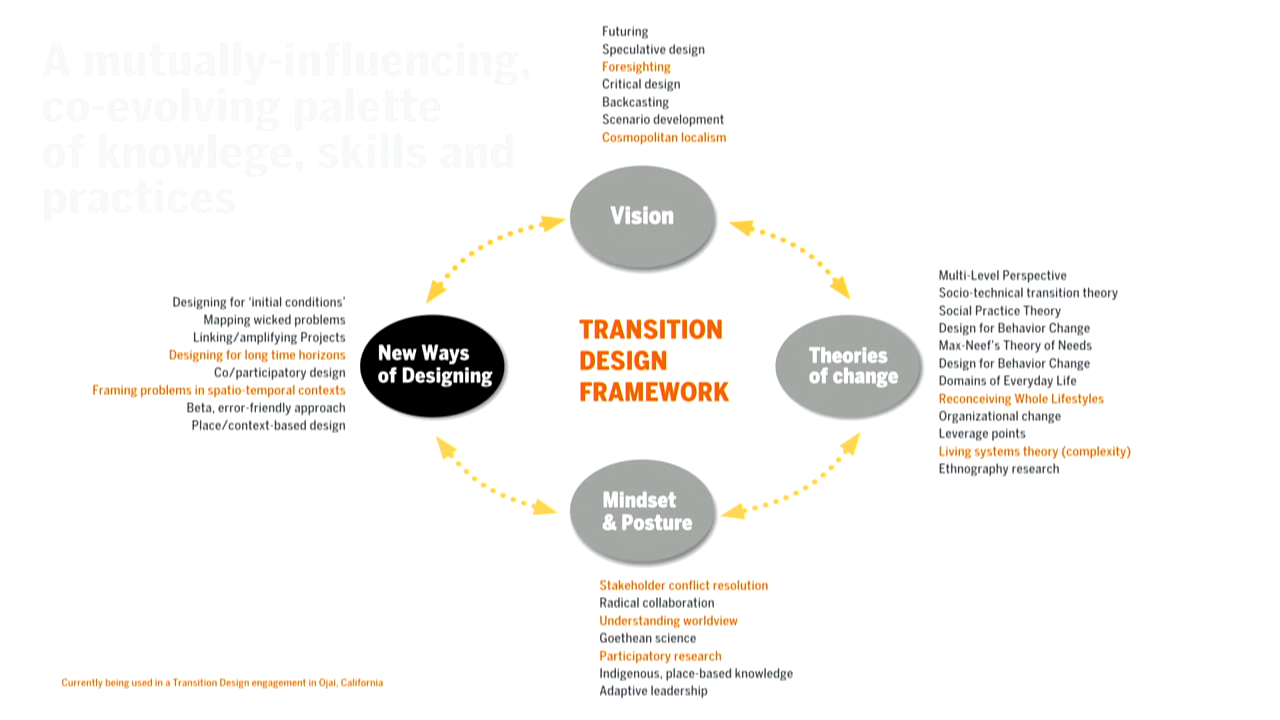 A mutually-influencing,
co-evolving palette
of knowlege, skills and
practices
Futuring
Speculative design
Foresighting
Critical design
Backcasting
Scenario development
Cosmopolitan localism
Vision
Designing for 'initial conditions'
Mapping wicked problems
Linking/amplifying Projects
Designing for long time horizons
Co/participatory design
Framing problems in spatio-temporal contexts
Beta, error-friendly approach
Place/context-based design
New Ways
of Designing
TRANSITION
DESIGN
FRAMEWORK
Theories
of change
Multi-Level Perspective
Socio-technical transition theory
Social Practice Theory
Design for Behavior Change
Max-Neef's Theory of Needs
Design for Behavior Change
Domains of Everyday Life
Reconceiving Whole Lifestyles
Organizational change
Leverage points
Living systems theory (complexity)
Ethnography research
Mindset
& Posture
Stakeholder conflict resolution
Radical collaboration
Understanding worldview
Goethean science
Participatory research
Indigenous, place-based knowledge
Adaptive leadership
Currently being used in a Transition Design engagement in Ojai, California